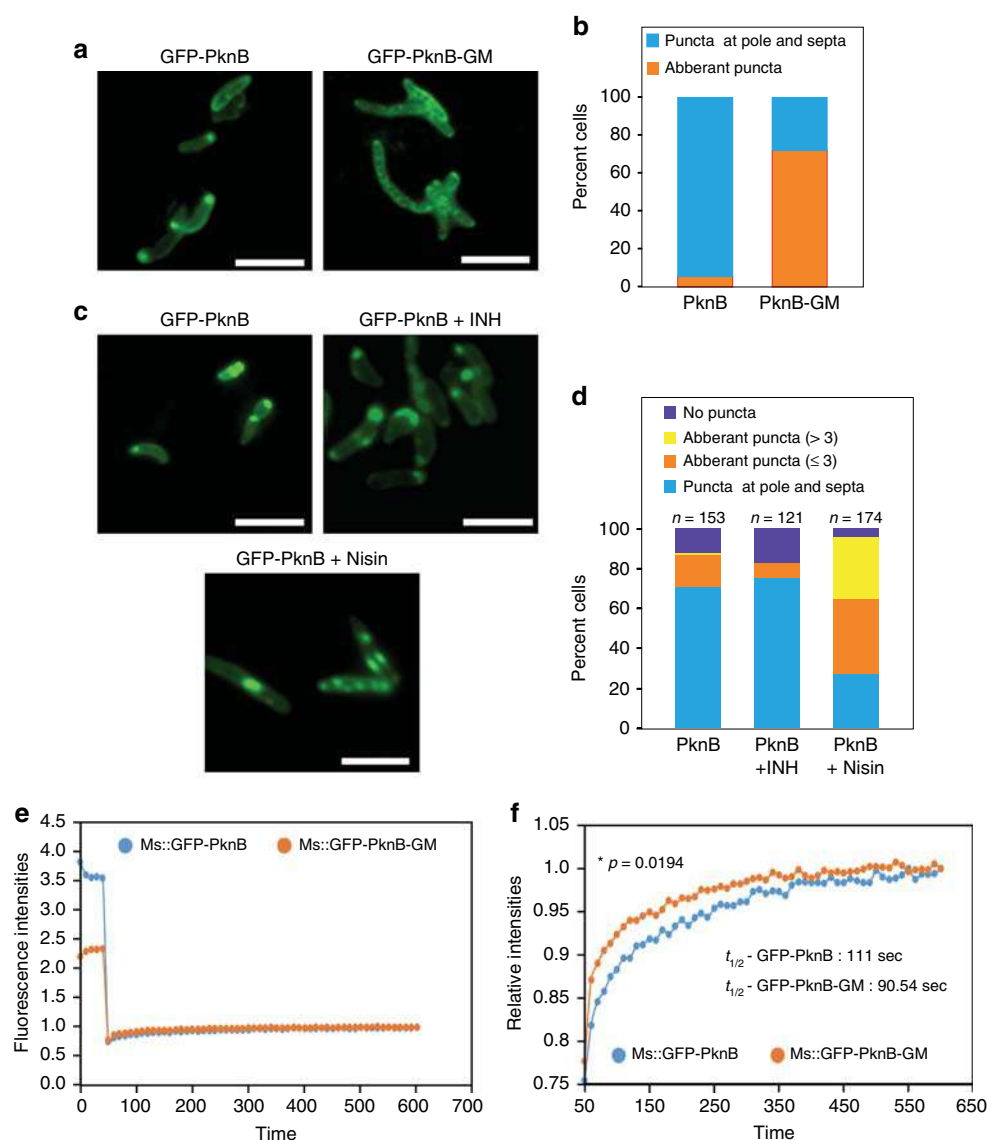 a
GFP-PknB
GFP-PknB-GM
b
Puncta at pole and septa
Abberant puncta
Percent cells
100
80
60
40
20
0
PknB
PknB-GM
c
GFP-PknB
GFP-PknB + INH
GFP-PknB + Nisin
d
No puncta
Abberant puncta (> 3)
Abberant puncta (≤ 3)
Puncta at pole and septa
n = 153
n = 121
n = 174
Percent cells
100
80
60
40
20
0
PknB
PknB
+INH
PknB
+ Nisin
e
Fluorescence intensities
4.5
4.0
3.5
3.0
2.5
2.0
1.5
1.0
0.5
0.0
Ms::GFP-PknB
Ms::GFP-PknB-GM
0
100
200
300
400
500
600
700
Time
f
Relative intensities
1.05
1.0
0.95
0.9
0.85
0.8
0.75
* p = 0.0194
t1/2 - GFP-PknB : 111 sec
t1/2 - GFP-PknB-GM : 90.54 sec
Ms::GFP-PknB
Ms::GFP-PknB-GM
50
150
250
350
450
550
650
Time